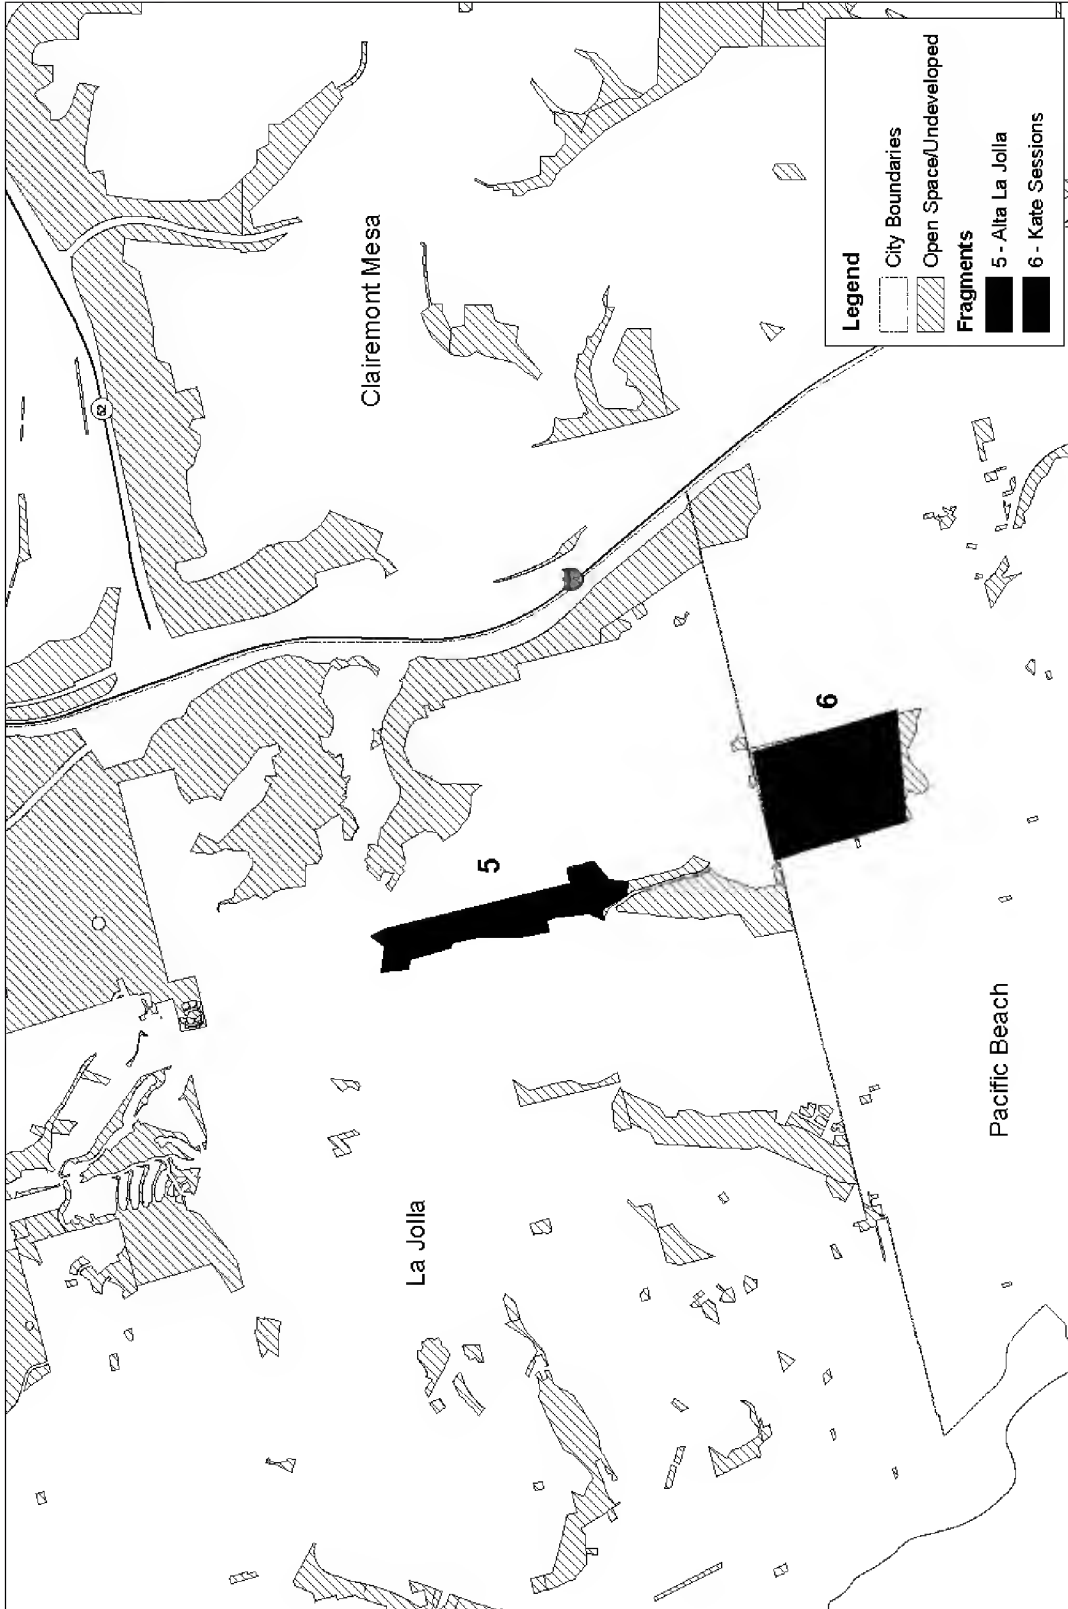 52
Clairemont Mesa
5
6
La Jolla
Pacific Beach
Legend
City Boundaries
Open Space/Undeveloped
Fragments
5 - Alta La Jolla
6 - Kate Sessions